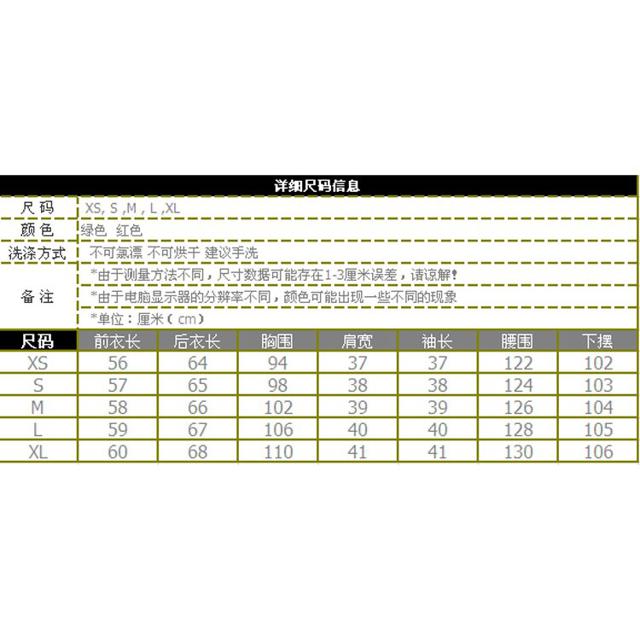 详细尺码信息
尺 码 XS, S ,M , L ,XL
颜 色 绿色 红色
洗涤方式 不可氯漂 不可烘干 建议手洗
*由于测量方法不同，尺寸数据可能存在1-3厘米误差，请谅解!
备 注 *由于电脑显示器的分辨率不同，颜色可能出现一些不同的现象
*单位：厘米（cm）
尺码 前衣长 后衣长 胸围 肩宽 袖长 腰围 下摆
XS 56 64 94 37 37 122 102
S 57 65 98 38 38 124 103
M 58 66 102 39 39 126 104
L 59 67 106 40 40 128 105
XL 60 68 110 41 41 130 106